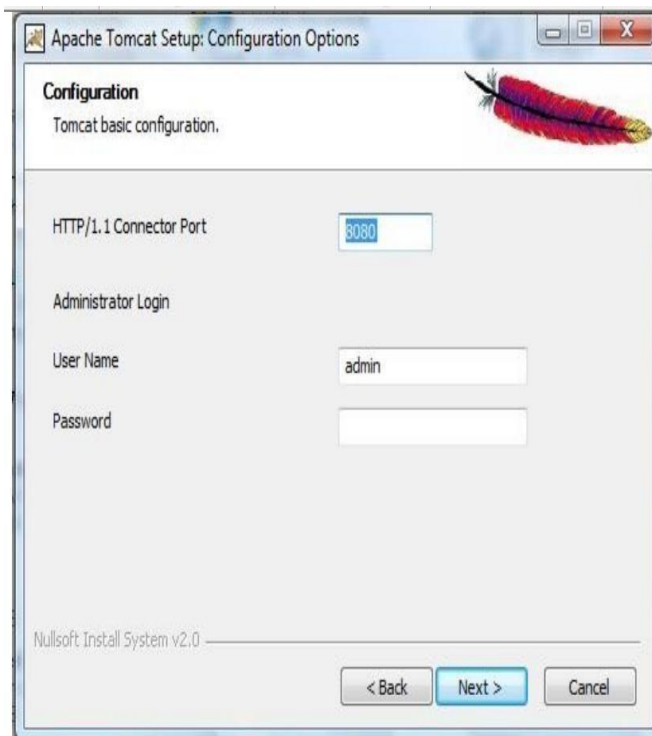 Apache Tomcat Setup: Configuration Options
Configuration
Tomcat basic configuration.
HTTP/1.1 Connector Port
8080
Administrator Login
User Name
admin
Password
Nullsoft Install System v2.0
< Back
Next >
Cancel